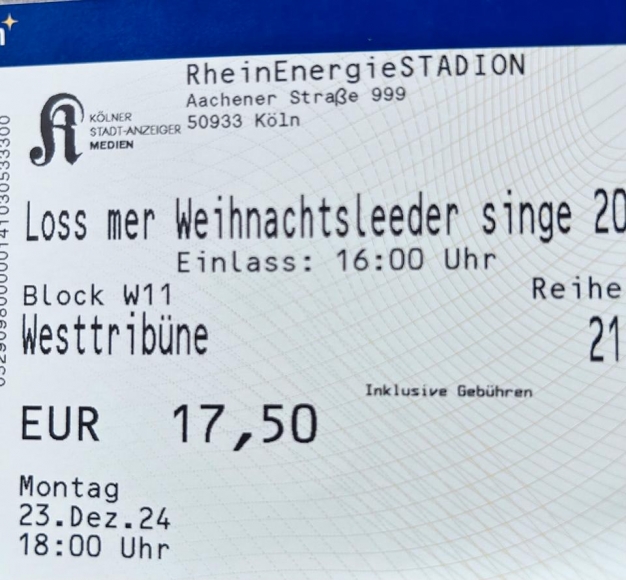 RheinEnergieSTADION
Aachener Straße 999
50933 Köln
KÖLNER
STADT-ANZEIGER
MEDIEN
Loss mer Weihnachtsleeder singe 20
Einlass: 16:00 Uhr
Block W11
Reihe
Westtribüne
21
Inklusive Gebühren
EUR 17,50
Montag
23.Dez.24
18:00 Uhr